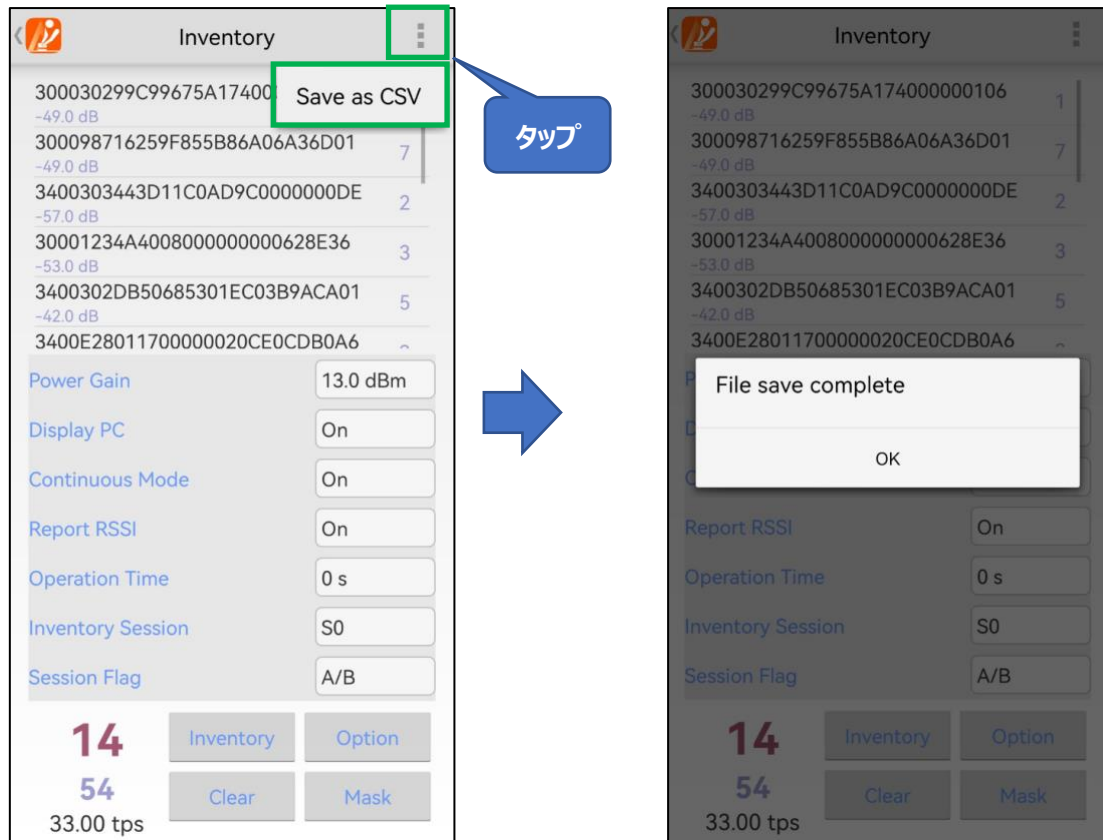 Inventory
Save as CSV
300030299C99675A17400
-49.0 dB
300098716259F855B86A06A36D01 7
-49.0 dB
3400303443D11C0AD9C0000000DE 2
-57.0 dB
30001234A4008000000000628E36 3
-53.0 dB
3400302DB50685301EC03B9ACA01 5
-42.0 dB
3400E28011700000020CE0CDB0A6
Power Gain 13.0 dBm
Display PC On
Continuous Mode On
Report RSSI On
Operation Time 0 s
Inventory Session S0
Session Flag A/B
14 Inventory Option
54 Clear Mask
33.00 tps
タップ
Inventory
300030299C99675A174000000106 1
-49.0 dB
300098716259F855B86A06A36D01 7
-49.0 dB
3400303443D11C0AD9C0000000DE 2
-57.0 dB
30001234A4008000000000628E36 3
-53.0 dB
3400302DB50685301EC03B9ACA01 5
-42.0 dB
3400E28011700000020CE0CDB0A6
File save complete
OK
Report RSSI On
Operation Time 0 s
Inventory Session S0
Session Flag A/B
14 Inventory Option
54 Clear Mask
33.00 tps